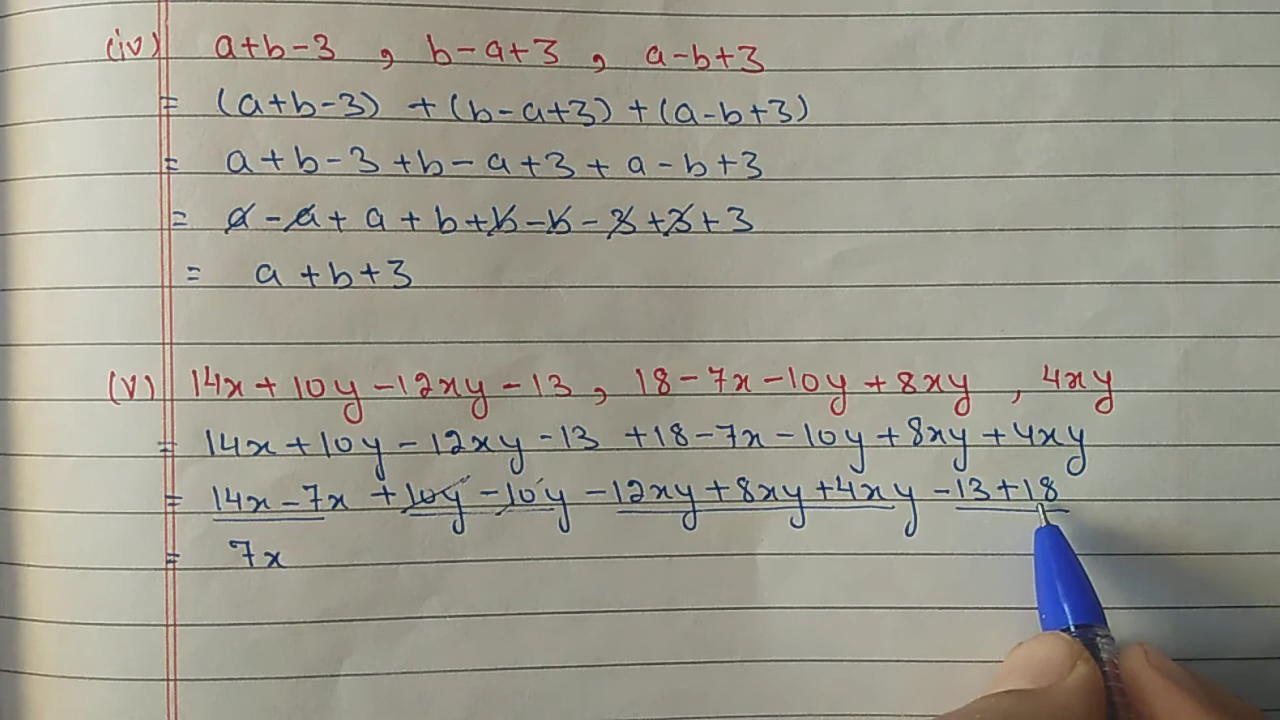 (iv) a+b-3 , b-a+3 , a-b+3
= (a+b-3) + (b-a+3) + (a-b+3)
= a+b-3+b-a+3+a-b+3
= a-a+a+b+b-b-3+3+3
= a+b+3
(v) 14x+10y-12xy-13, 18-7x-10y+8xy , 4xy
= 14x+10y-12xy-13 +18-7x-10y+8xy+4xy
= 14x-7x+10y-10y-12xy+8xy+4xy-13+18
= 7x